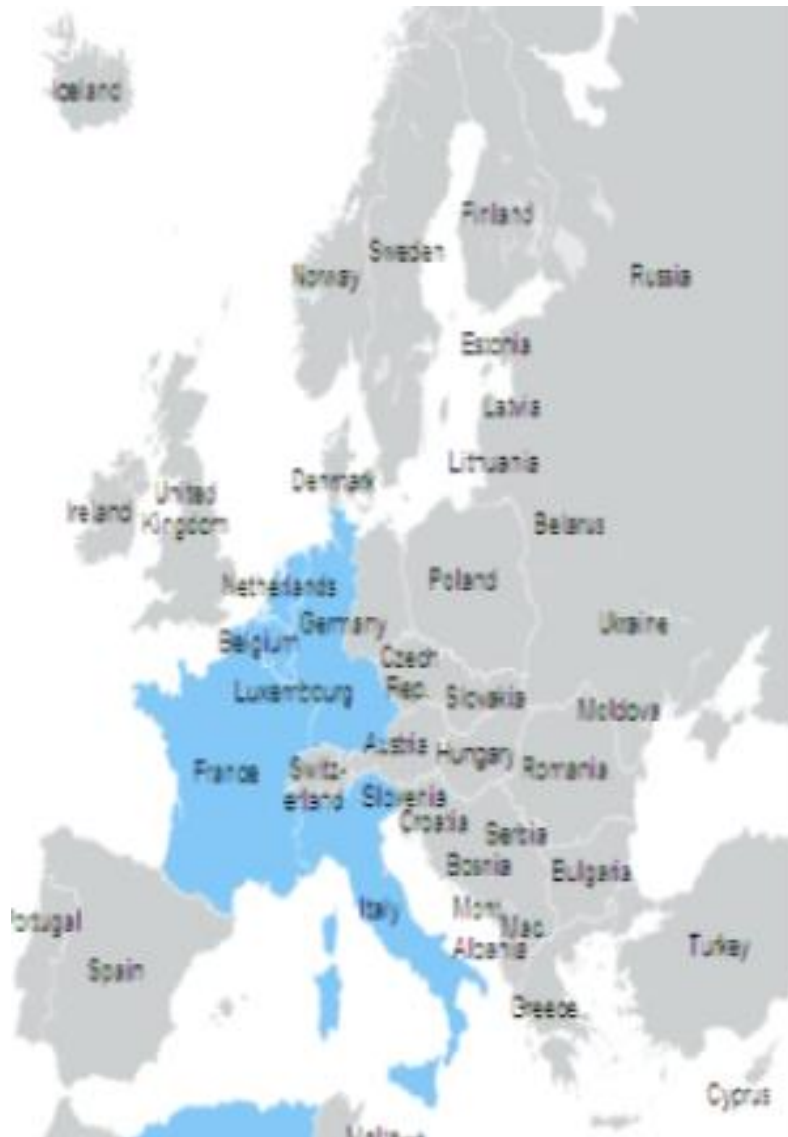 Iceland
Finland
Sweden
Norway
Russia
Estonia
Latvia
Lithuania
Denmark
United
Kingdom
Ireland
Belarus
Poland
Netherlands
Germany
Ukraine
Belgium
Czech
Rep.
Luxembourg
Slovakia
Moldova
Austria
Hungary
France
Switz-
erland
Romania
Slovenia
Croatia
Serbia
Bosnia
Bulgaria
Italy
Mont.
Mac.
Portugal
Albania
Turkey
Spain
Greece
Cyprus